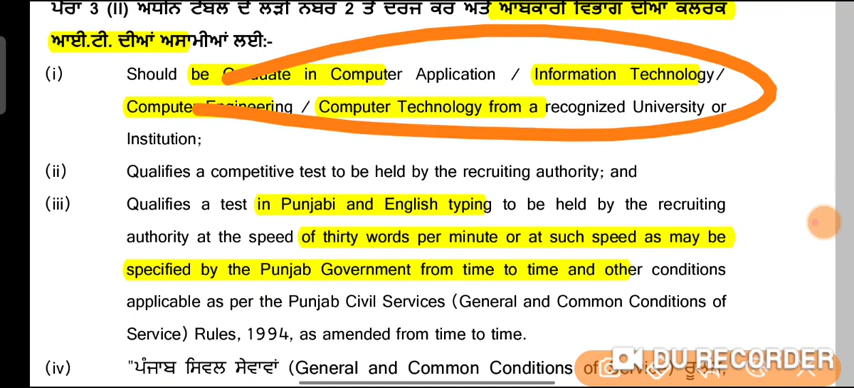 ਪੈਰਾ 3 (II) ਅਧੀਨ ਟੇਬਲ ਦੇ ਲੜੀ ਨੰਬਰ 2 ਤੇ ਦਰਜ ਕਰ ਅਤੇ ਆਬਕਾਰੀ ਵਿਭਾਗ ਦੀਆਂ ਕਲਰਕ
ਆਈ.ਟੀ. ਦੀਆਂ ਅਸਾਮੀਆਂ ਲਈ:-
(i) Should be Graduate in Computer Application / Information Technology/
Computer Engineering / Computer Technology from a recognized University or
Institution;
(ii) Qualifies a competitive test to be held by the recruiting authority; and
(iii) Qualifies a test in Punjabi and English typing to be held by the recruiting
authority at the speed of thirty words per minute or at such speed as may be
specified by the Punjab Government from time to time and other conditions
applicable as per the Punjab Civil Services (General and Common Conditions of
Service) Rules, 1994, as amended from time to time.
(iv) "ਪੰਜਾਬ ਸਿਵਲ ਸੇਵਾਵਾਂ (General and Common Conditions of Service) ਰੂਲਜ਼,
DU RECORDER